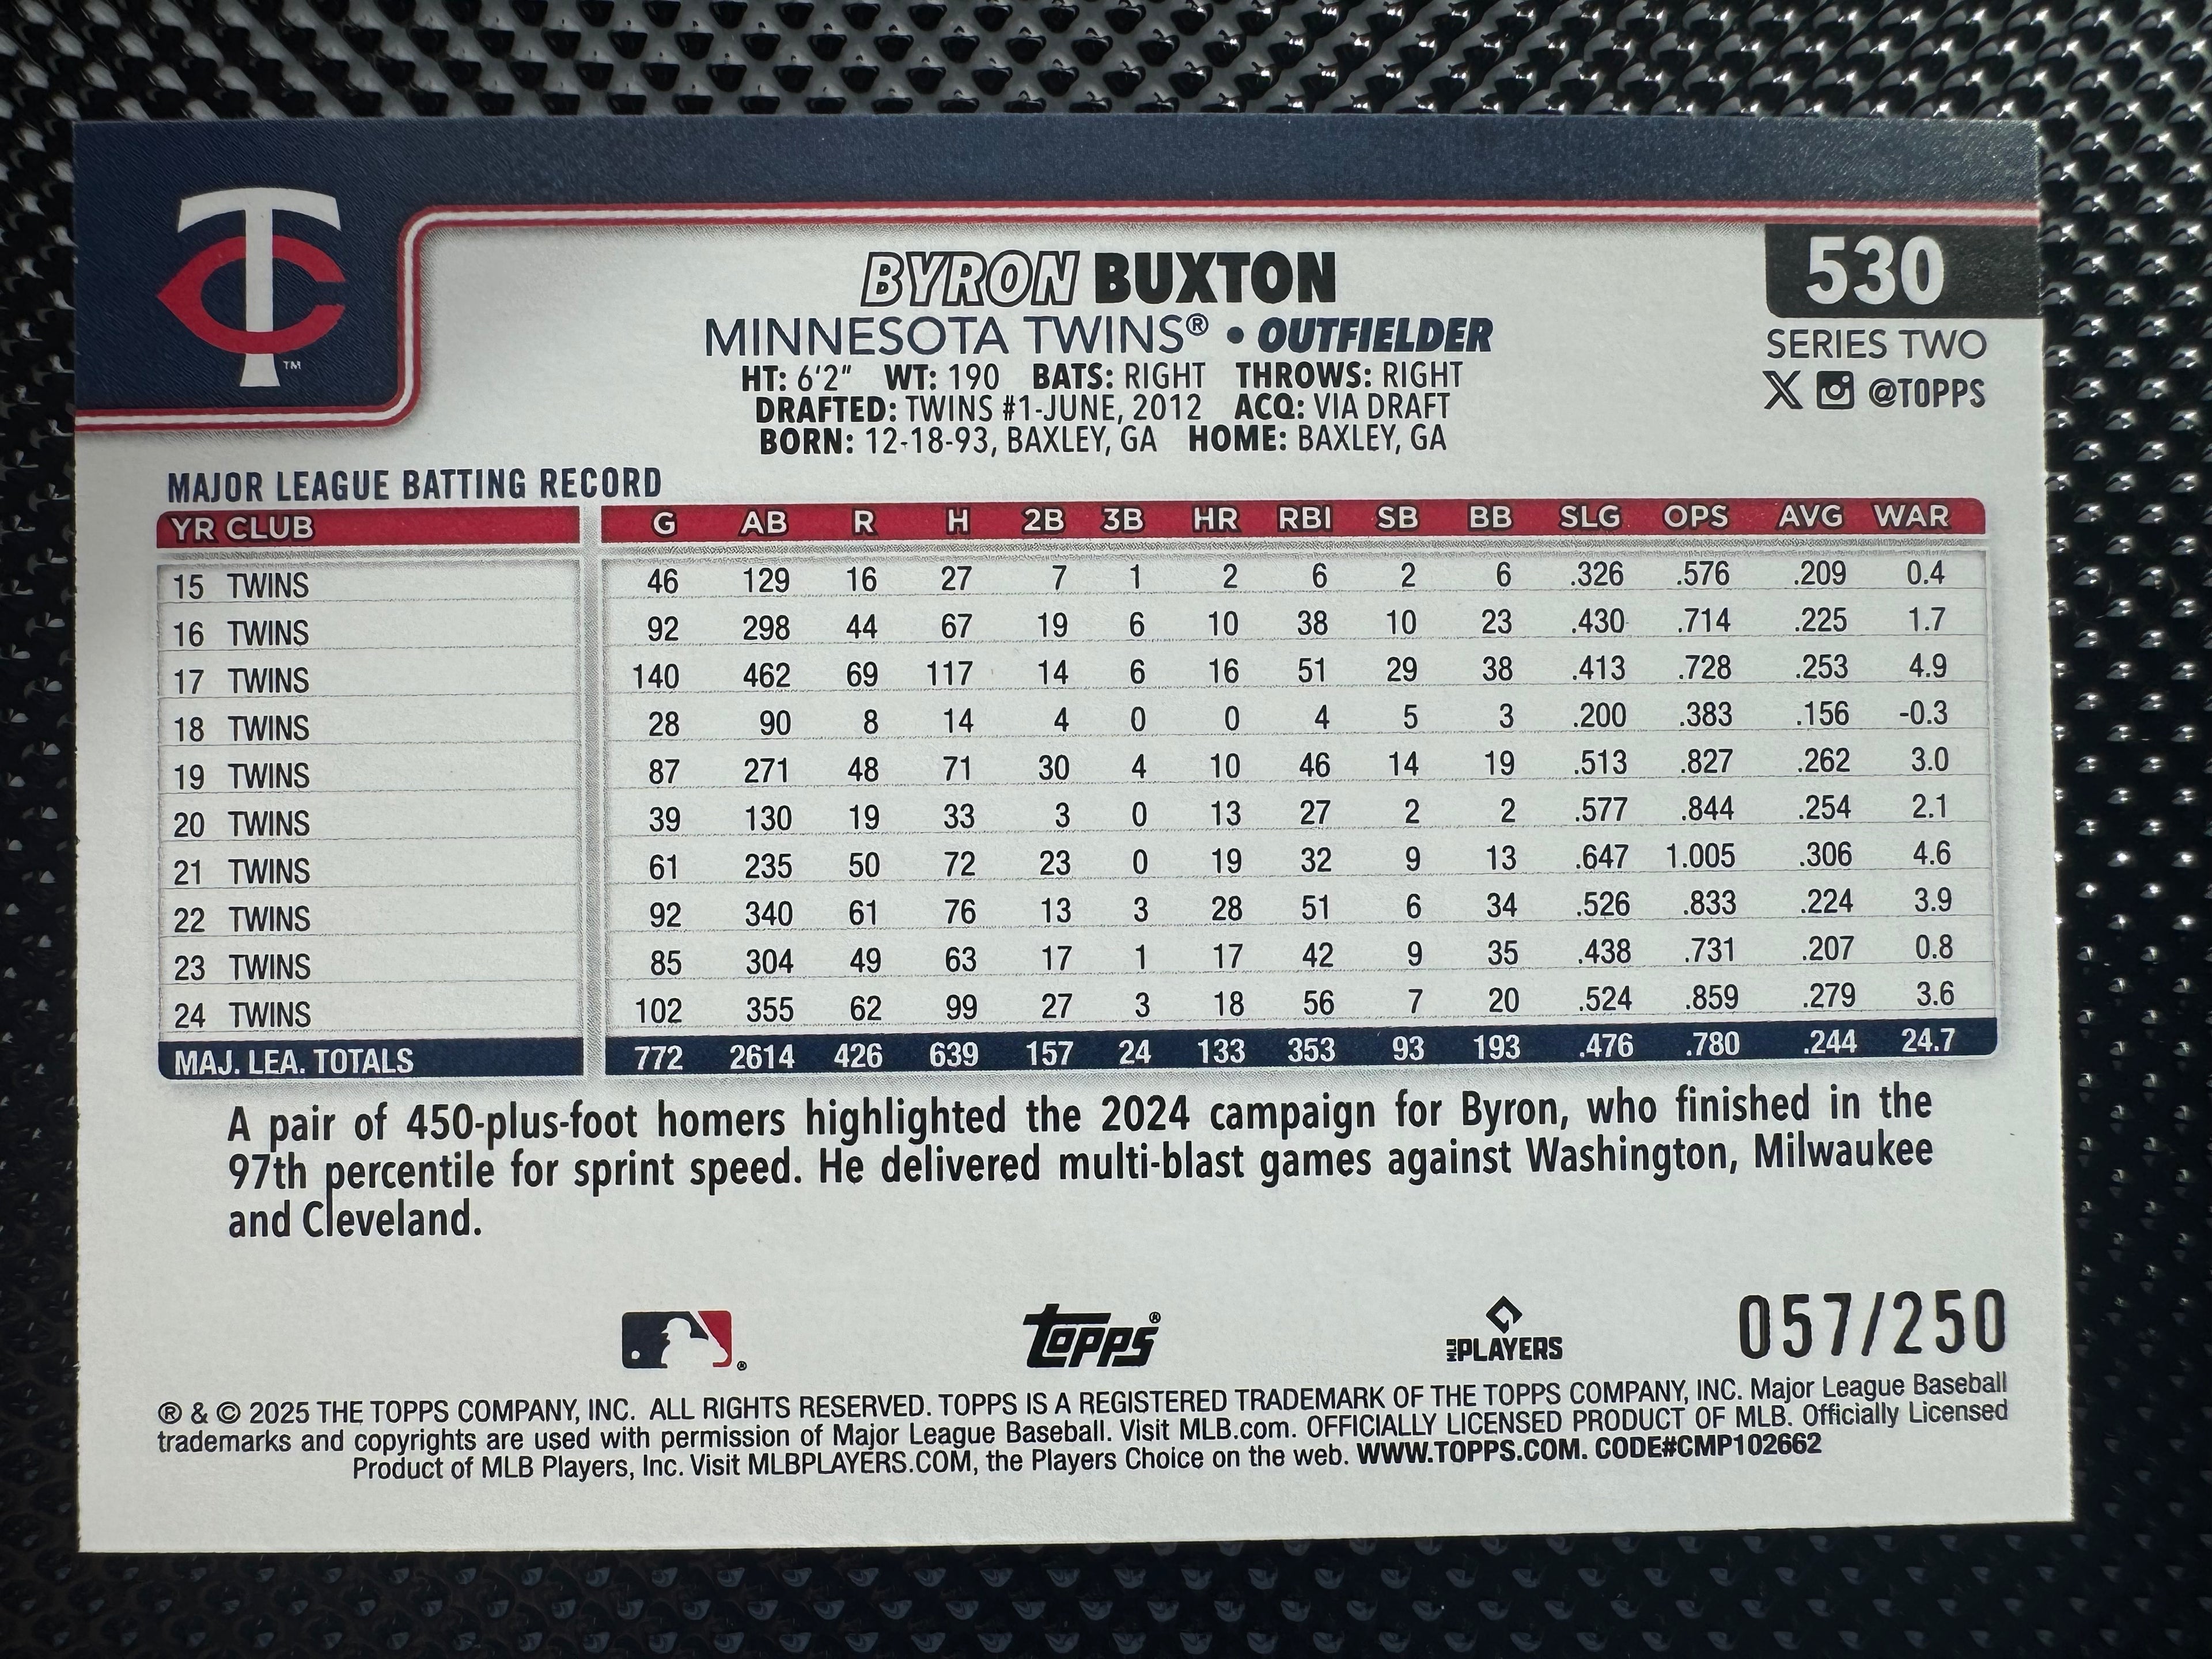 TC
™
BYRON BUXTON
530
MINNESOTA TWINS® • OUTFIELDER
SERIES TWO
HT: 6'2" WT: 190 BATS: RIGHT THROWS: RIGHT
X @TOPPS
DRAFTED: TWINS #1-JUNE, 2012 ACQ: VIA DRAFT
BORN: 12-18-93, BAXLEY, GA HOME: BAXLEY, GA
MAJOR LEAGUE BATTING RECORD
YR CLUB G AB R H 2B 3B HR RBI SB BB SLG OPS AVG WAR
15 TWINS 46 129 16 27 7 1 2 6 2 6 .326 .576 .209 0.4
16 TWINS 92 298 44 67 19 6 10 38 10 23 .430 .714 .225 1.7
17 TWINS 140 462 69 117 14 6 16 51 29 38 .413 .728 .253 4.9
18 TWINS 28 90 8 14 4 0 0 4 5 3 .200 .383 .156 -0.3
19 TWINS 87 271 48 71 30 4 10 46 14 19 .513 .827 .262 3.0
20 TWINS 39 130 19 33 3 0 13 27 2 2 .577 .844 .254 2.1
21 TWINS 61 235 50 72 23 0 19 32 9 13 .647 1.005 .306 4.6
22 TWINS 92 340 61 76 13 3 28 51 6 34 .526 .833 .224 3.9
23 TWINS 85 304 49 63 17 1 17 42 9 35 .438 .731 .207 0.8
24 TWINS 102 355 62 99 27 3 18 56 7 20 .524 .859 .279 3.6
MAJ. LEA. TOTALS 772 2614 426 639 157 24 133 353 93 193 .476 .780 .244 24.7
A pair of 450-plus-foot homers highlighted the 2024 campaign for Byron, who finished in the
97th percentile for sprint speed. He delivered multi-blast games against Washington, Milwaukee
and Cleveland.
® Topps® MLB PLAYERS 057/250
® & © 2025 THE TOPPS COMPANY, INC. ALL RIGHTS RESERVED. TOPPS IS A REGISTERED TRADEMARK OF THE TOPPS COMPANY, INC. Major League Baseball
trademarks and copyrights are used with permission of Major League Baseball. Visit MLB.com. OFFICIALLY LICENSED PRODUCT OF MLB. Officially Licensed
Product of MLB Players, Inc. Visit MLBPLAYERS.COM, the Players Choice on the web. WWW.TOPPS.COM. CODE#CMP102662